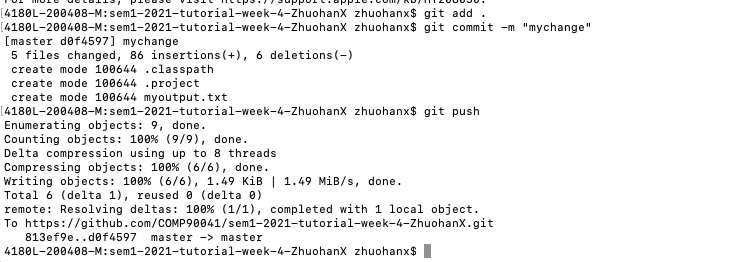 For more details, please visit https://support.apple.com/kb/HT208050.
[4180L-200408-M:sem1-2021-tutorial-week-4-ZhuohanX zhuohanx$ git add .
[4180L-200408-M:sem1-2021-tutorial-week-4-ZhuohanX zhuohanx$ git commit -m "mychange"
[master d0f4597] mychange
5 files changed, 86 insertions(+), 6 deletions(-)
create mode 100644 .classpath
create mode 100644 .project
create mode 100644 myoutput.txt
[4180L-200408-M:sem1-2021-tutorial-week-4-ZhuohanX zhuohanx$ git push
Enumerating objects: 9, done.
Counting objects: 100% (9/9), done.
Delta compression using up to 8 threads
Compressing objects: 100% (6/6), done.
Writing objects: 100% (6/6), 1.49 KiB | 1.49 MiB/s, done.
Total 6 (delta 1), reused 0 (delta 0)
remote: Resolving deltas: 100% (1/1), completed with 1 local object.
To https://github.com/COMP90041/sem1-2021-tutorial-week-4-ZhuohanX.git
813ef9e..d0f4597 master -> master
4180L-200408-M:sem1-2021-tutorial-week-4-ZhuohanX zhuohanx$